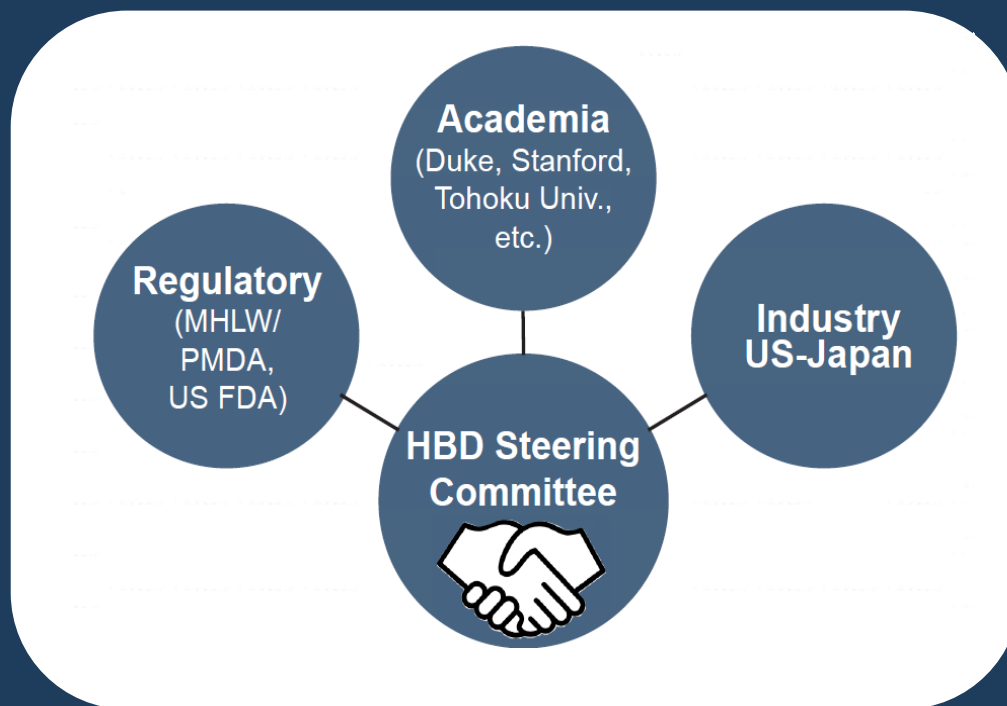 Academia
(Duke, Stanford,
Tohoku Univ.,
etc.)
Regulatory
(MHLW/
PMDA,
US FDA)
Industry
US-Japan
HBD Steering
Committee